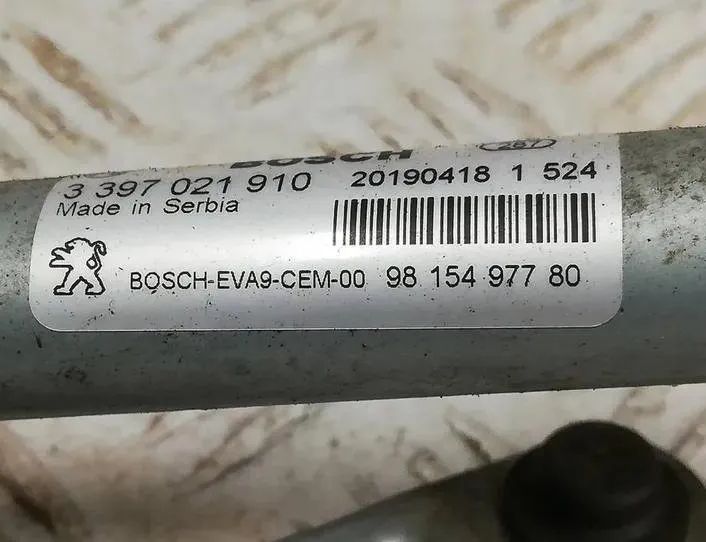 BOSCH
3 397 021 910 20190418 1 524
Made in Serbia
BOSCH-EVA9-CEM-00 98 154 977 80